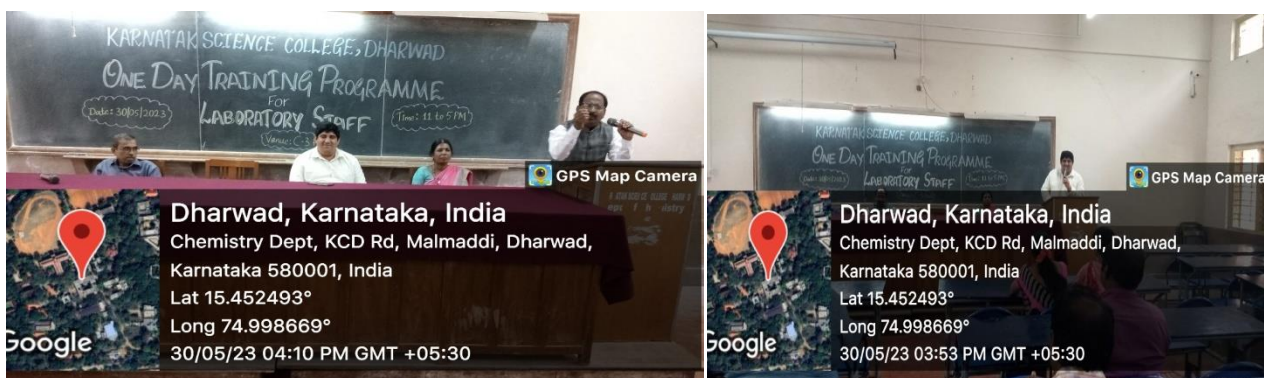 KARNATAK SCIENCE COLLEGE, DHARWAD
ONE DAY TRAINING PROGRAMME
FOR
LABORATORY STAFF
Date: 30/05/2023
Time: 11 to 5 PM
Venue: C-3
GPS Map Camera
Dharwad, Karnataka, India
Chemistry Dept, KCD Rd, Malmaddi, Dharwad,
Karnataka 580001, India
Lat 15.452493°
Long 74.998669°
30/05/23 04:10 PM GMT +05:30
Google
KARNATAK SCIENCE COLLEGE, DHARWAD
ONE DAY TRAINING PROGRAMME
FOR
LABORATORY STAFF
GPS Map Camera
Dharwad, Karnataka, India
Chemistry Dept, KCD Rd, Malmaddi, Dharwad,
Karnataka 580001, India
Lat 15.452493°
Long 74.998669°
30/05/23 03:53 PM GMT +05:30
Google